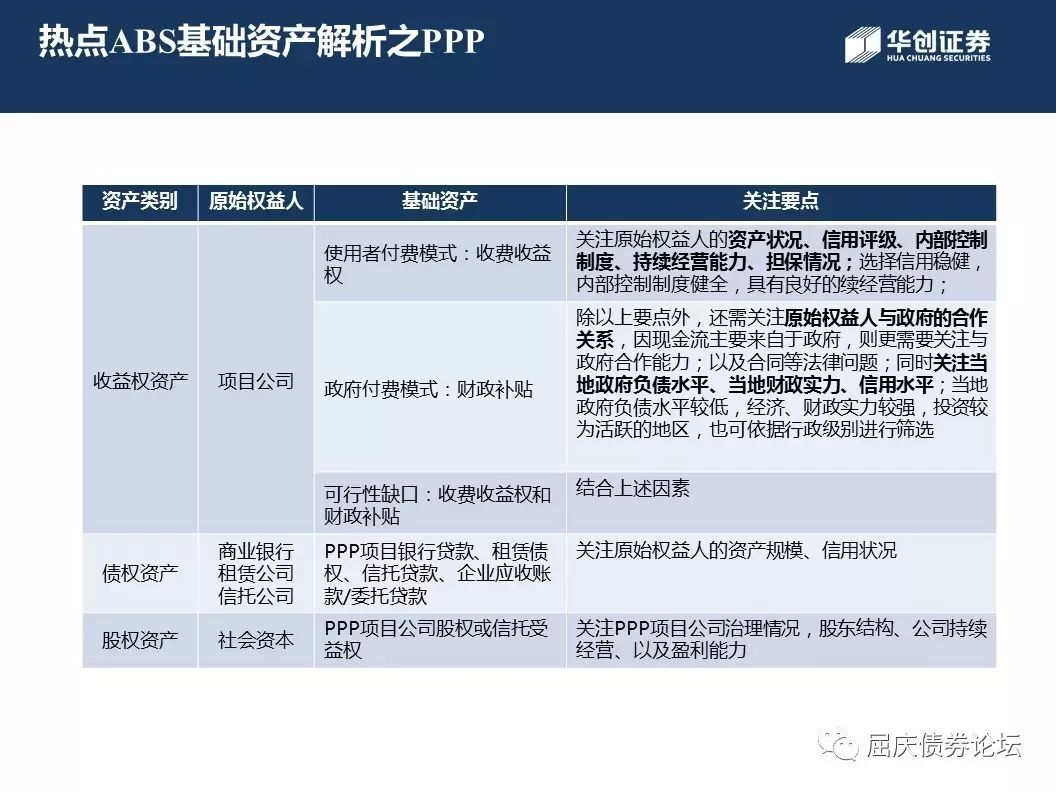 热点ABS基础资产解析之PPP
华创证券
HUA CHUANG SECURITIES
资产类别 原始权益人 基础资产 关注要点
收益权资产
项目公司
使用者付费模式：收费收益
权
关注原始权益人的资产状况、信用评级、内部控制
制度、持续经营能力、担保情况；选择信用稳健，
内部控制制度健全，具有良好的续经营能力；
政府付费模式：财政补贴
除以上要点外，还需关注原始权益人与政府的合作
关系，因现金流主要来自于政府，则更需要关注与
政府合作能力；以及合同等法律问题；同时关注当
地政府负债水平、当地财政实力、信用水平；当地
政府负债水平较低，经济、财政实力较强，投资较
为活跃的地区，也可依据行政级别进行筛选
可行性缺口：收费收益权和
财政补贴
结合上述因素
债权资产
商业银行
租赁公司
信托公司
PPP项目银行贷款、租赁债
权、信托贷款、企业应收账
款/委托贷款
关注原始权益人的资产规模、信用状况
股权资产
社会资本
PPP项目公司股权或信托受
益权
关注PPP项目公司治理情况，股东结构、公司持续
经营、以及盈利能力
屈庆债券论坛